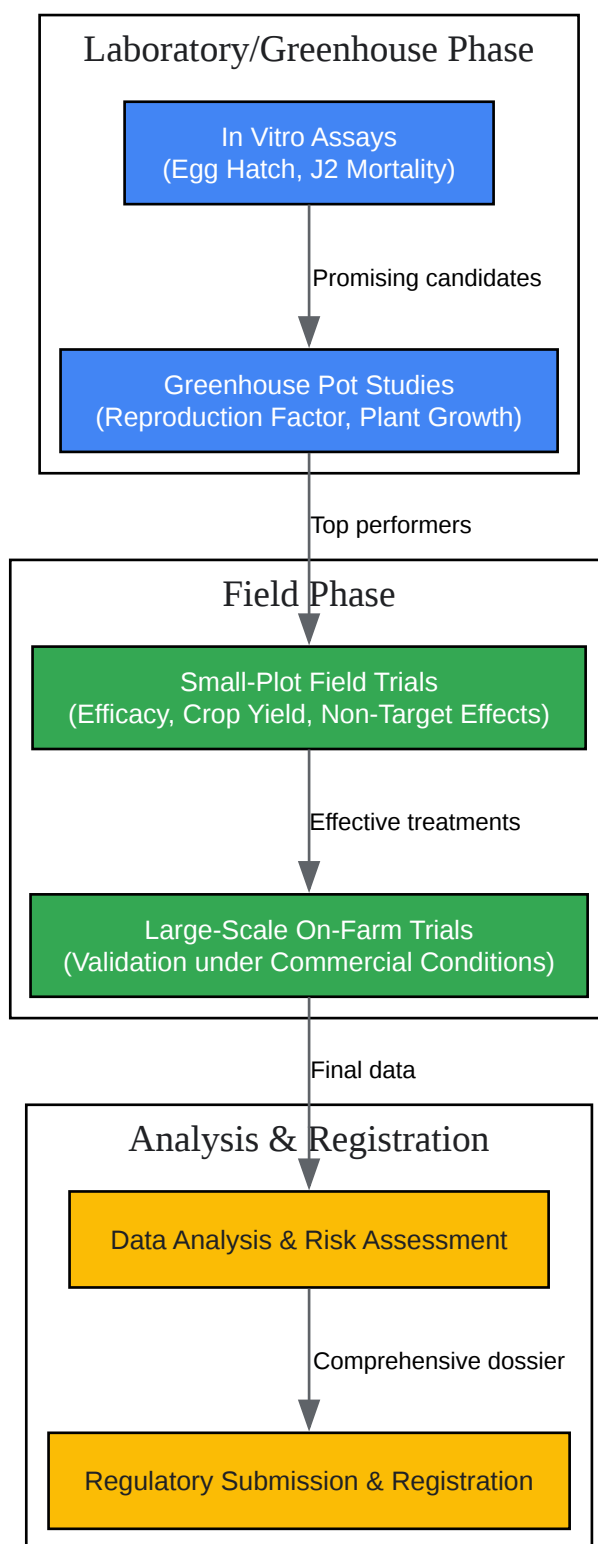 Laboratory/Greenhouse Phase
In Vitro Assays
(Egg Hatch, J2 Mortality)
Promising candidates
Greenhouse Pot Studies
(Reproduction Factor, Plant Growth)
Top performers
Field Phase
Small-Plot Field Trials
(Efficacy, Crop Yield, Non-Target Effects)
Effective treatments
Large-Scale On-Farm Trials
(Validation under Commercial Conditions)
Final data
Analysis & Registration
Data Analysis & Risk Assessment
Comprehensive dossier
Regulatory Submission & Registration